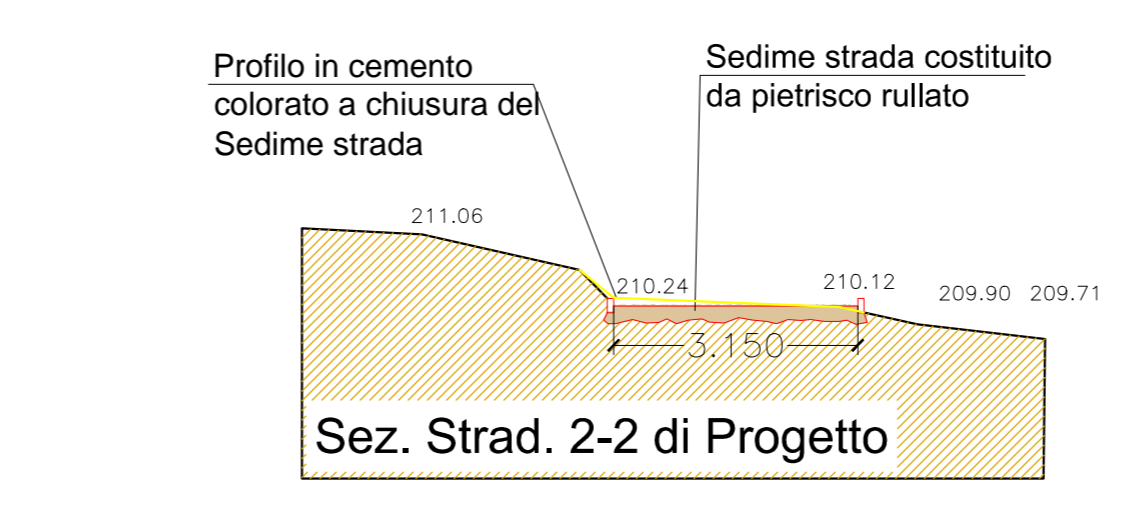 Profilo in cemento
colorato a chiusura del
Sedime strada
Sedime strada costituito
da pietrisco rullato
211.06
210.24
210.12
209.90
209.71
3.150
Sez. Strad. 2-2 di Progetto